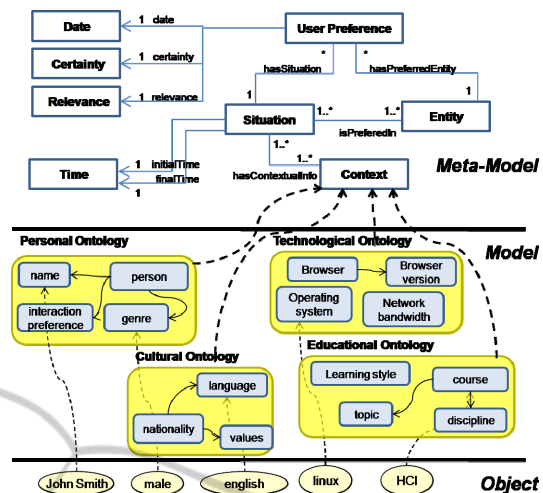 Date
1 date
User Preference
Certainty
1 certainty
*
*
hasSituation
hasPreferredEntity
Relevance
1 relevance
1
1
Situation
1..*
1..*
Entity
isPreferedIn
1..*
Time
1
initialTime
finalTime
1
1..*
hasContextualInfo
Context
Meta-Model
Personal Ontology
Technological Ontology
Model
name
person
Browser
Browser
version
interaction
preference
genre
Operating
system
Network
bandwidth
Cultural Ontology
Educational Ontology
language
Learning style
course
nationality
values
topic
discipline
John Smith
male
english
linux
HCI
Object